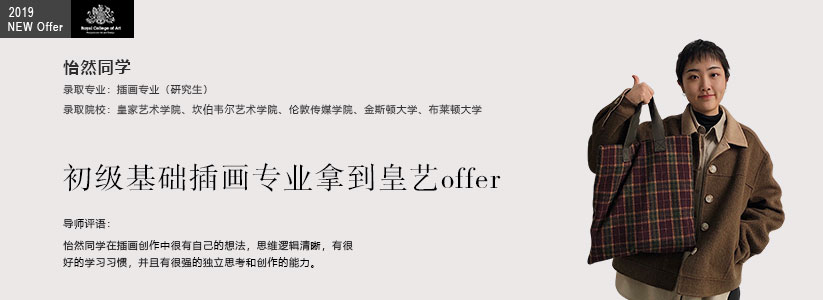 2019
NEW Offer
Royal College of Art
怡然同学
录取专业：插画专业（研究生）
录取院校：皇家艺术学院、坎伯韦尔艺术学院、伦敦传媒学院、金斯顿大学、布莱顿大学
初级基础插画专业拿到皇艺offer
导师评语：
怡然同学在插画创作中很有自己的想法，思维逻辑清晰，有很
好的学习习惯，并且有很强的独立思考和创作的能力。